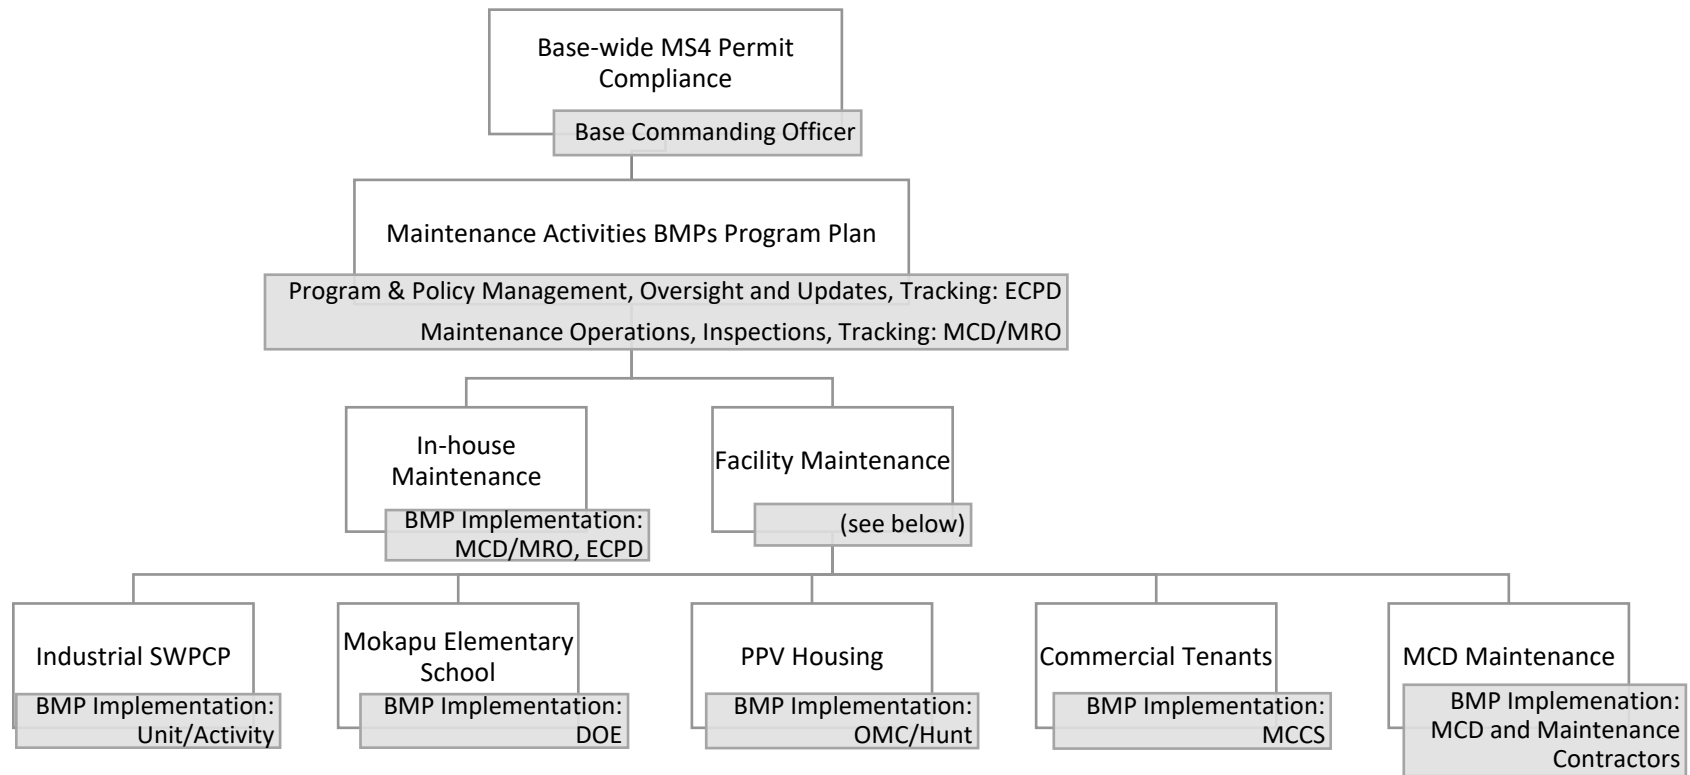 Base-wide MS4 Permit
Compliance
Base Commanding Officer
Maintenance Activities BMPs Program Plan
Program & Policy Management, Oversight and Updates, Tracking: ECPD
Maintenance Operations, Inspections, Tracking: MCD/MRO
In-house
Maintenance
BMP Implementation:
MCD/MRO, ECPD
Facility Maintenance
(see below)
Industrial SWPCP
BMP Implementation:
Unit/Activity
Mokapu Elementary
School
BMP Implementation:
DOE
PPV Housing
BMP Implementation:
OMC/Hunt
Commercial Tenants
BMP Implementation:
MCCS
MCD Maintenance
BMP Implemenation:
MCD and Maintenance
Contractors